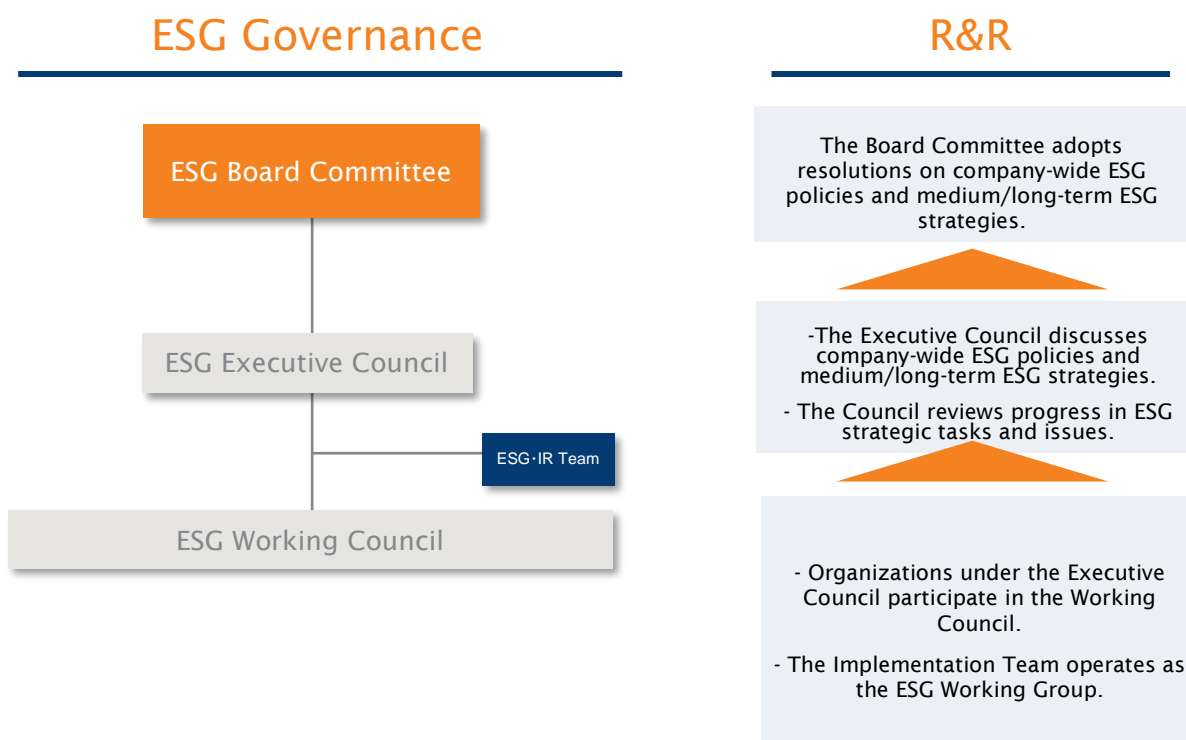 ESG Governance
R&R
ESG Board Committee
The Board Committee adopts
resolutions on company-wide ESG
policies and medium/long-term ESG
strategies.
ESG Executive Council
-The Executive Council discusses
company-wide ESG policies and
medium/long-term ESG strategies.
- The Council reviews progress in ESG
strategic tasks and issues.
ESG·IR Team
ESG Working Council
- Organizations under the Executive
Council participate in the Working
Council.
- The Implementation Team operates as
the ESG Working Group.